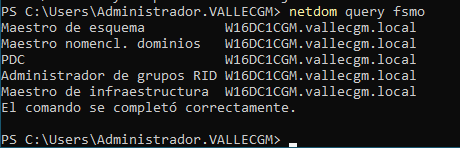 PS C:\Users\Administrador.VALLECGM> netdom query fsmo
Maestro de esquema W16DC1CGM.vallecgm.local
Maestro nomencl. dominios W16DC1CGM.vallecgm.local
PDC W16DC1CGM.vallecgm.local
Administrador de grupos RID W16DC1CGM.vallecgm.local
Maestro de infraestructura W16DC1CGM.vallecgm.local
El comando se completó correctamente.
PS C:\Users\Administrador.VALLECGM>